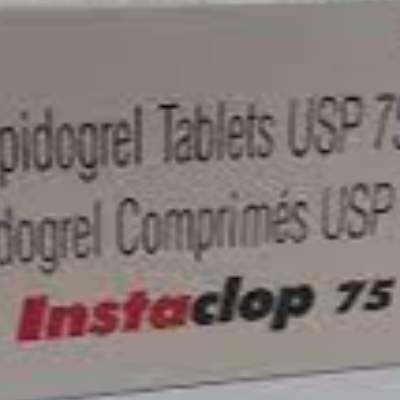 pidogrel Tablets USP 75
dogrel Comprimés USP
Instaclop 75